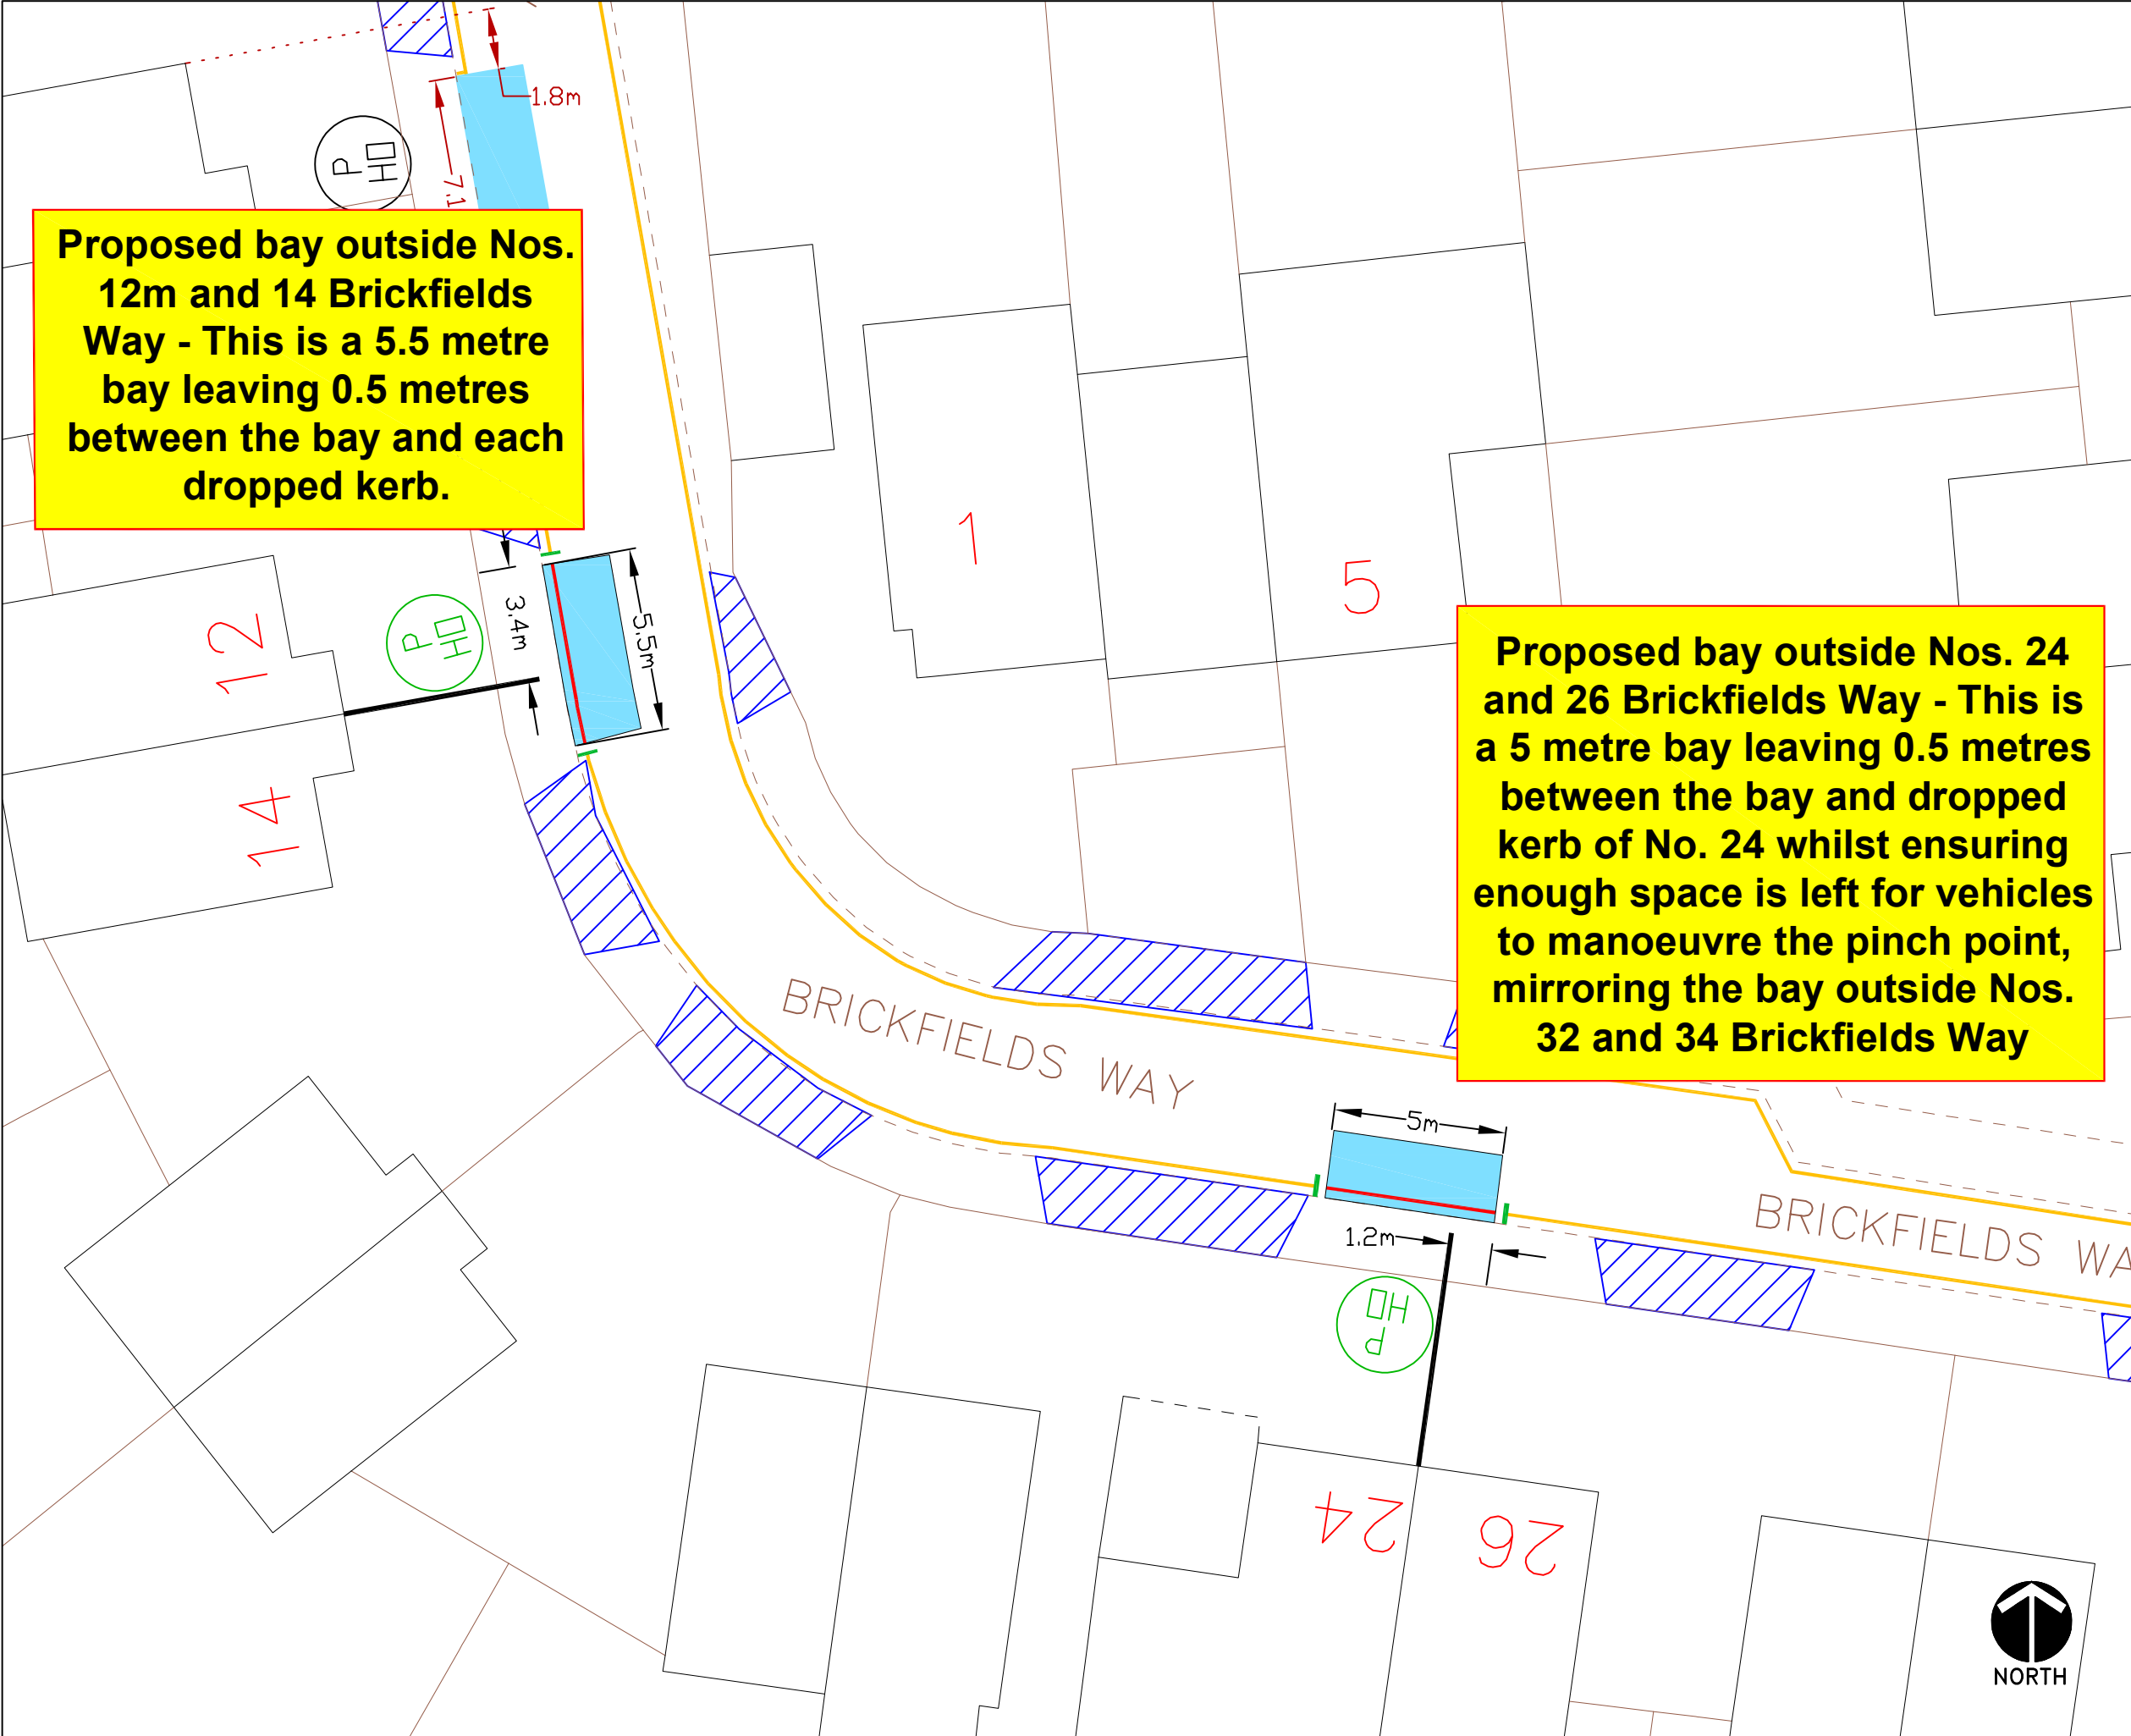 1.8m
P
HD
7.1
Proposed bay outside Nos.
12m and 14 Brickfields
Way - This is a 5.5 metre
bay leaving 0.5 metres
between the bay and each
dropped kerb.
1
5
12
P
HD
3.4m
5.5m
14
Proposed bay outside Nos. 24
and 26 Brickfields Way - This is
a 5 metre bay leaving 0.5 metres
between the bay and dropped
kerb of No. 24 whilst ensuring
enough space is left for vehicles
to manoeuvre the pinch point,
mirroring the bay outside Nos.
32 and 34 Brickfields Way
BRICKFIELDS WAY
5m
BRICKFIELDS WA
1.2m
P
HD
24
26
NORTH